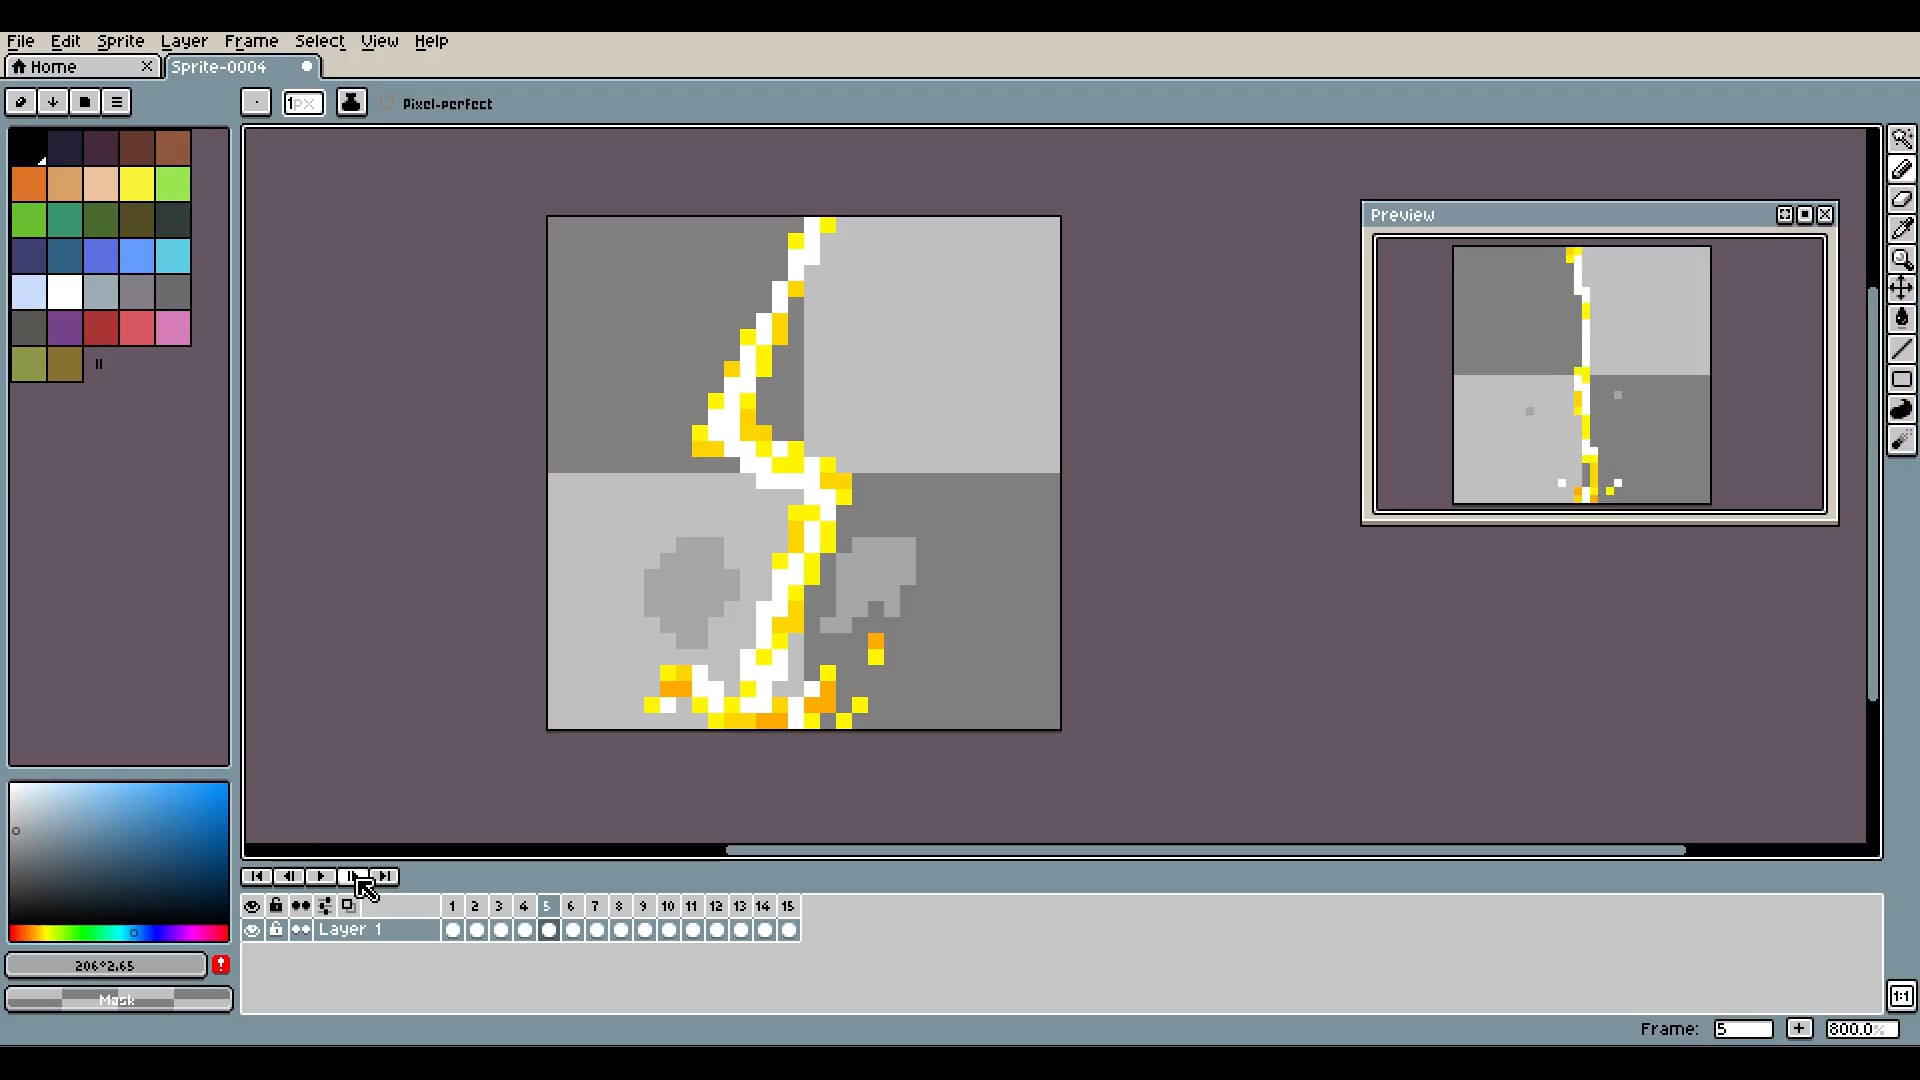 File Edit Sprite Layer Frame Select View Help
Home Sprite-0004
1px Pixel-perfect
Preview
1 2 3 4 5 6 7 8 9 10 11 12 13 14 15
Layer 1
206°2,65
Mask
1:1
Frame: 5 + 800.0%